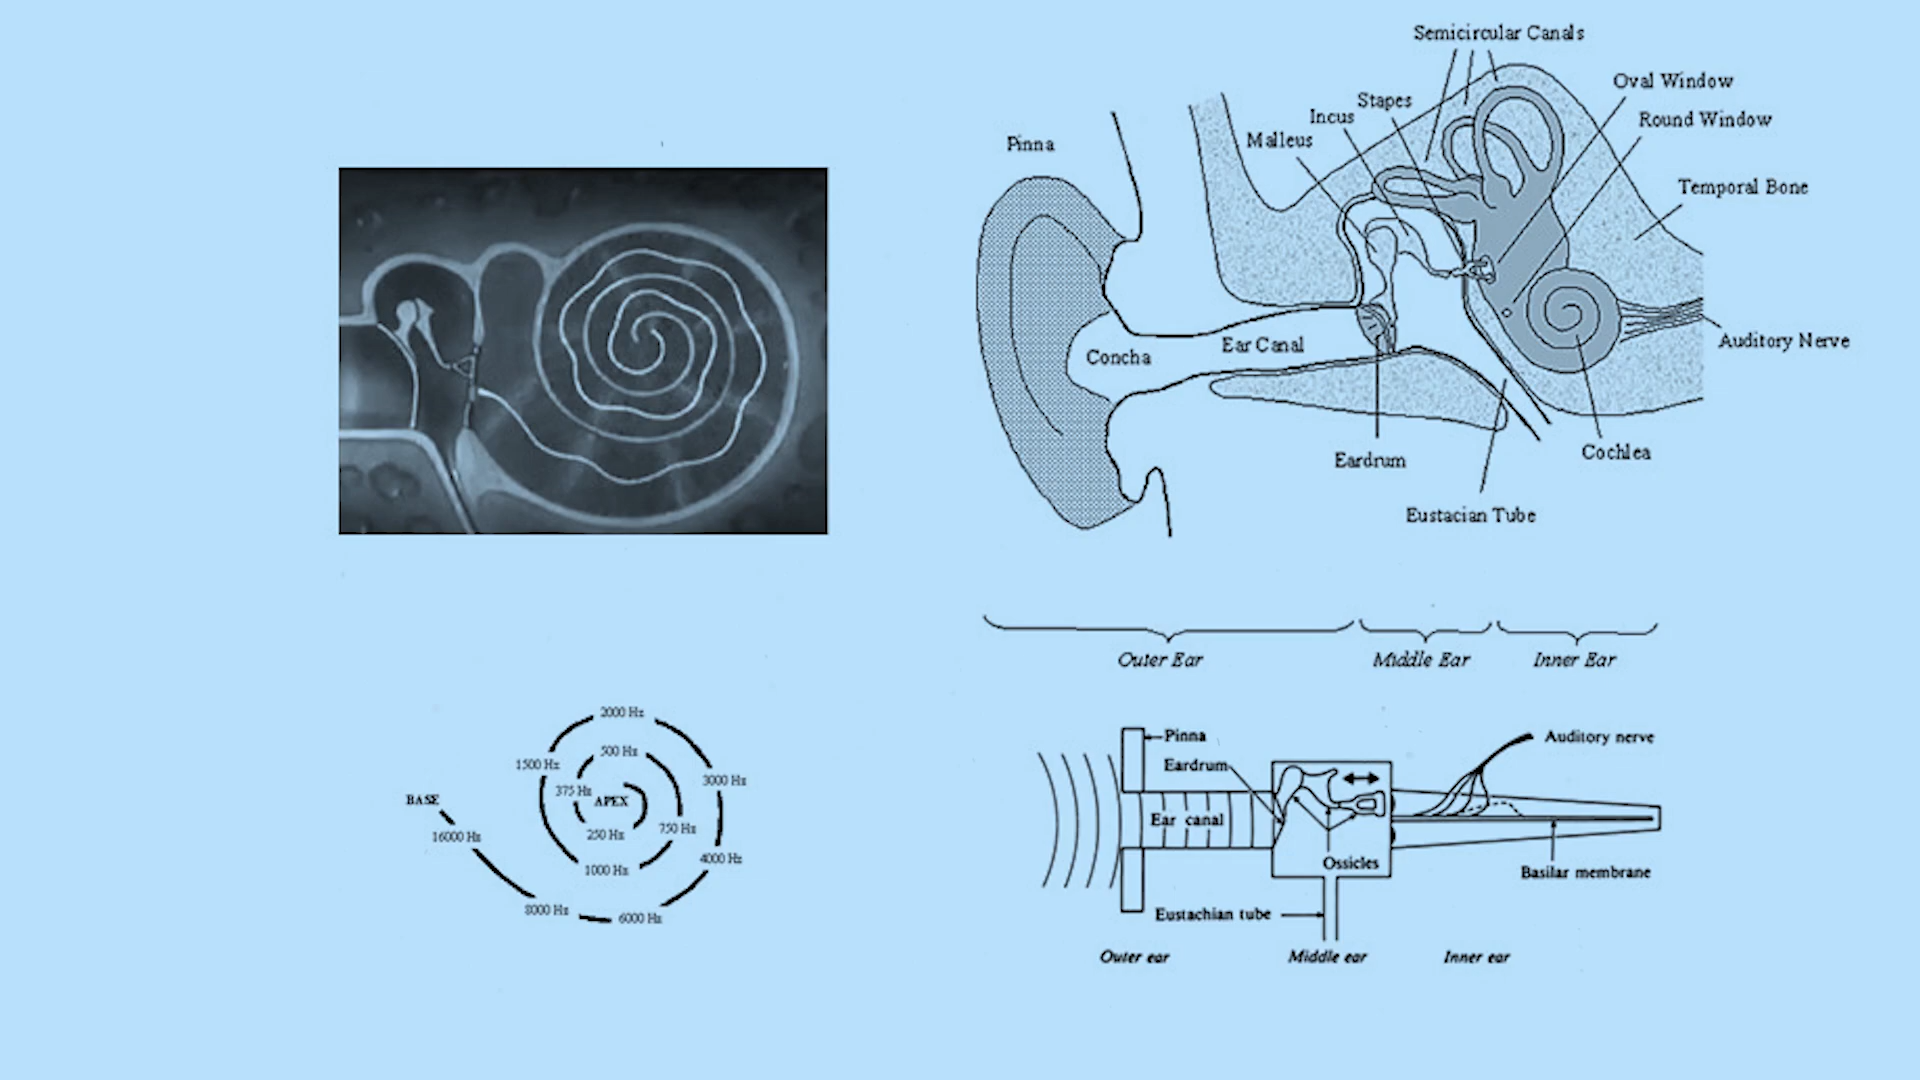 Semicircular Canals
Oval Window
Stapes
Incus
Round Window
Malleus
Pinna
Temporal Bone
Auditory Nerve
Ear Canal
Concha
Cochlea
Eardrum
Eustacian Tube
Outer Ear
Middle Ear
Inner Ear
2000 Hz
500 Hz
1500 Hz
3000 Hz
375 Hz
BASE
APEX
750 Hz
250 Hz
16000 Hz
4000 Hz
1000 Hz
8000 Hz
6000 Hz
Pinna
Auditory nerve
Eardrum
Ear canal
Ossicles
Basilar membrane
Eustachian tube
Outer ear
Middle ear
Inner ear